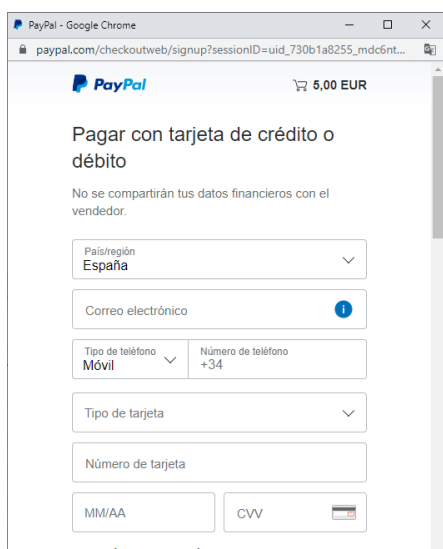 PayPal - Google Chrome
paypal.com/checkoutweb/signup?sessionID=uid_730b1a8255_mdc6nt...
PayPal
5,00 EUR
Pagar con tarjeta de crédito o
débito
No se compartirán tus datos financieros con el
vendedor.
País/región
España
Correo electrónico
Tipo de teléfono
Número de teléfono
Móvil
+34
Tipo de tarjeta
Número de tarjeta
MM/AA
CVV